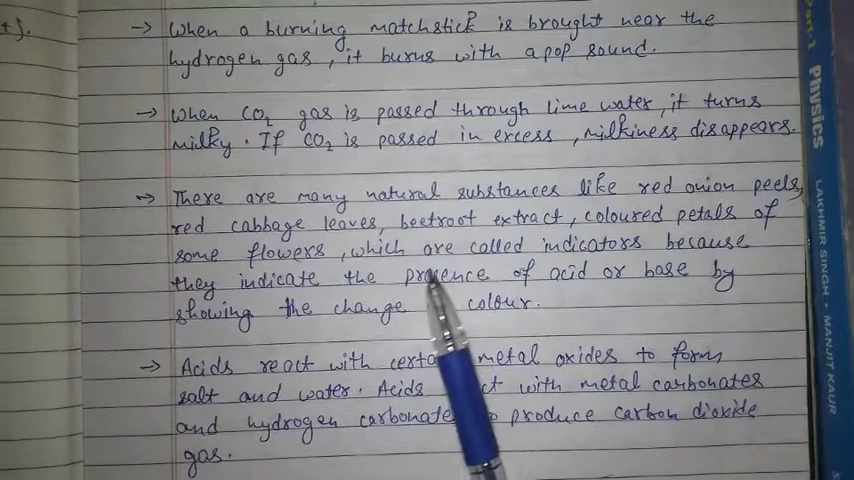 +s.
→ When a burning matchstick is brought near the
hydrogen gas, it burns with a pop sound.
→ When CO2 gas is passed through lime water, it turns
milky. If CO2 is passed in excess, milkiness disappears.
→ There are many natural substances like red onion peels,
red cabbage leaves, beetroot extract, coloured petals of
some flowers, which are called indicators because
they indicate the presence of acid or base by
showing the change colour.
→ Acids react with certa metal oxides to form
salt and water. Acids ct with metal carbonates
and hydrogen carbonate o produce carbon dioxide
gas.
Part-1
Physics
LAKHMIR SINGH • MANJIT KAUR